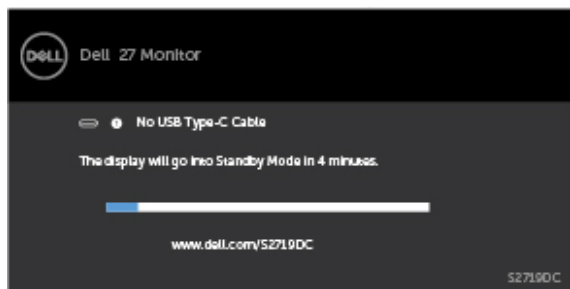 DELL Dell 27 Monitor
No USB Type-C Cable
The display will go into Standby Mode in 4 minutes.
www.dell.com/S2719DC
S2719DC